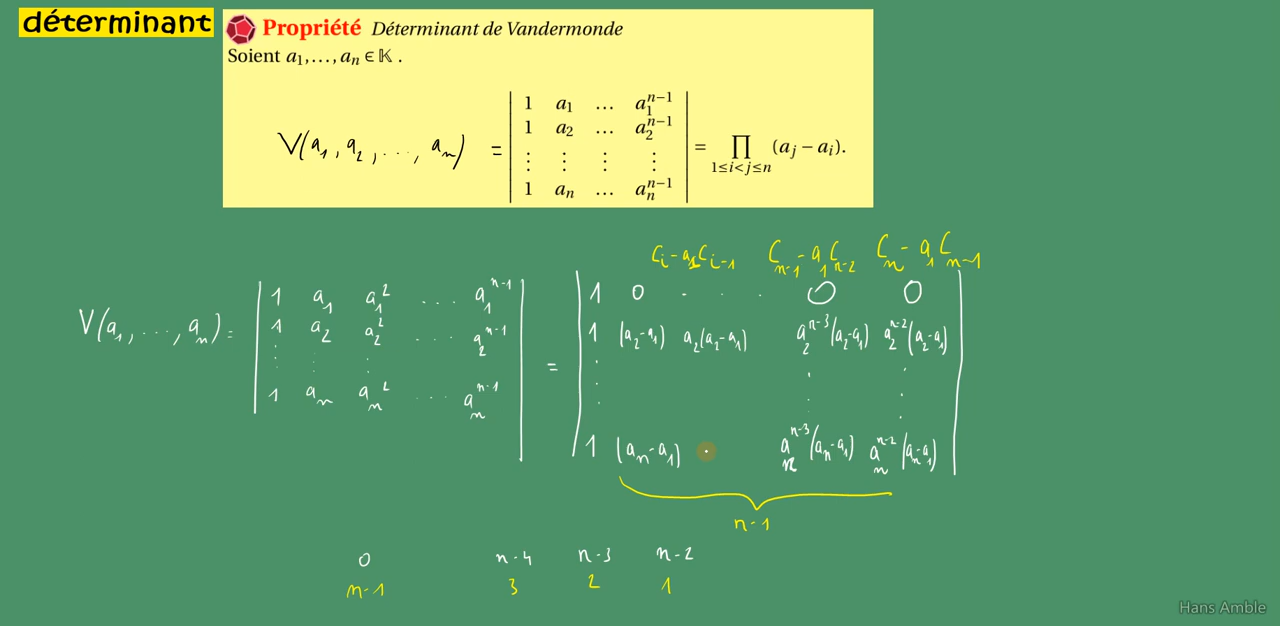 déterminant
Propriété Déterminant de Vandermonde
Soient a₁,…,aₙ ∈ 𝕂 .
V(a₁, a₂, ..., aₙ) = | 1 a₁ … a₁ⁿ⁻¹ |
| 1 a₂ … a₂ⁿ⁻¹ |
| ⋮ ⋮ ⋮ ⋮ | = ∏ (aⱼ − aᵢ).
1≤i<j≤n
| 1 aₙ … aₙⁿ⁻¹ |
Cᵢ - a₁Cᵢ₋₁ Cₙ₋₁ - a₁Cₙ₋₂ Cₙ - a₁Cₙ₋₁
V(a₁, ..., aₙ) = | 1 a₁ a₁² ... a₁ⁿ⁻¹ |
| 1 a₂ a₂² ... a₂ⁿ⁻¹ |
| ⋮ ⋮ ⋮ |
| 1 aₙ aₙ² ... aₙⁿ⁻¹ |
= | 1 0 . . . 0 0 |
| 1 (a₂-a₁) a₂(a₂-a₁) a₂ⁿ⁻³(a₂-a₁) a₂ⁿ⁻²(a₂-a₁) |
| ⋮ ⋮ ⋮ |
| 1 (aₙ-a₁) aₙⁿ⁻³(aₙ-a₁) aₙⁿ⁻²(aₙ-a₁) |
n-1
0 n-4 n-3 n-2
n-1 3 2 1
Hans Amble